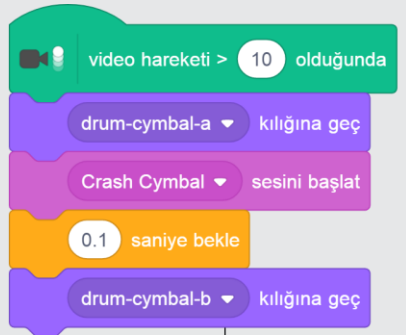 video hareketi > 10 olduğunda
drum-cymbal-a kılığına geç
Crash Cymbal sesini başlat
0.1 saniye bekle
drum-cymbal-b kılığına geç